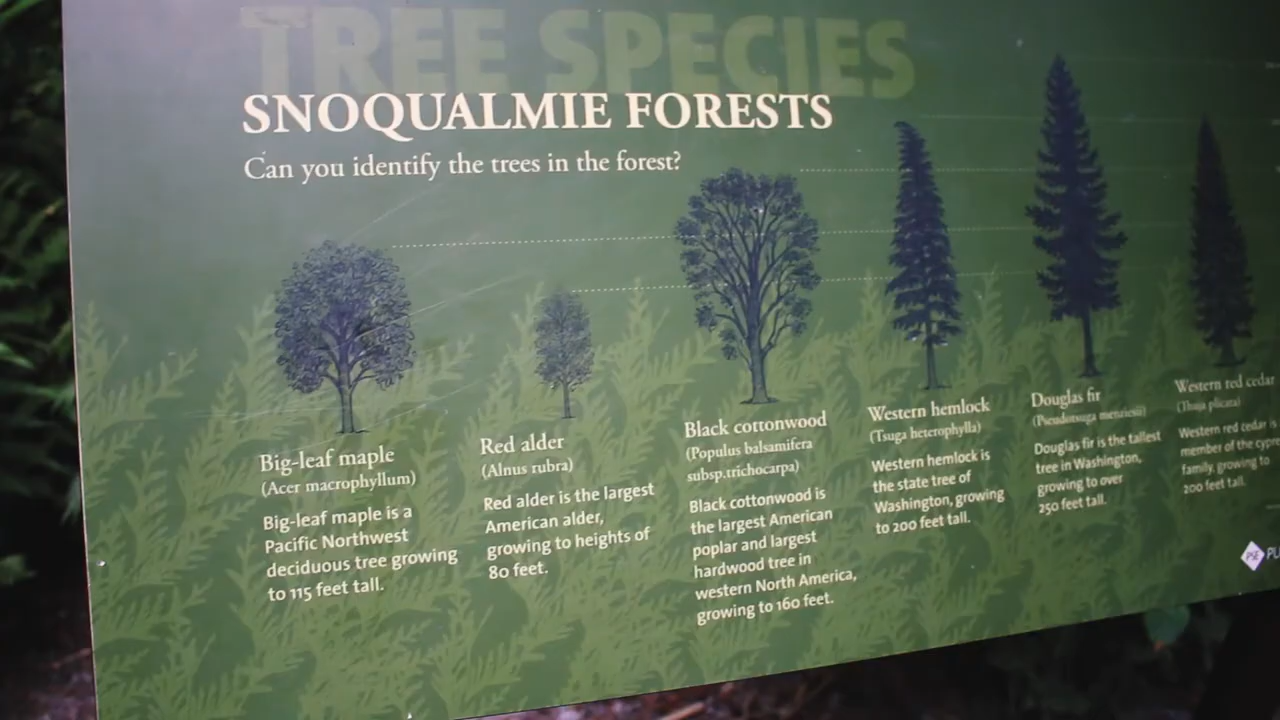 TREE SPECIES
SNOQUALMIE FORESTS
Can you identify the trees in the forest?
Big-leaf maple
(Acer macrophyllum)
Big-leaf maple is a
Pacific Northwest
deciduous tree growing
to 115 feet tall.
Red alder
(Alnus rubra)
Red alder is the largest
American alder,
growing to heights of
80 feet.
Black cottonwood
(Populus balsamifera
subsp.trichocarpa)
Black cottonwood is
the largest American
poplar and largest
hardwood tree in
western North America,
growing to 160 feet.
Western hemlock
(Tsuga heterophylla)
Western hemlock is
the state tree of
Washington, growing
to 200 feet tall.
Douglas fir
(Pseudotsuga menziesii)
Douglas fir is the tallest
tree in Washington,
growing to over
250 feet tall.
Western red cedar
(Thuja plicata)
Western red cedar is
member of the
family, growing to
200 feet tall.
PSE